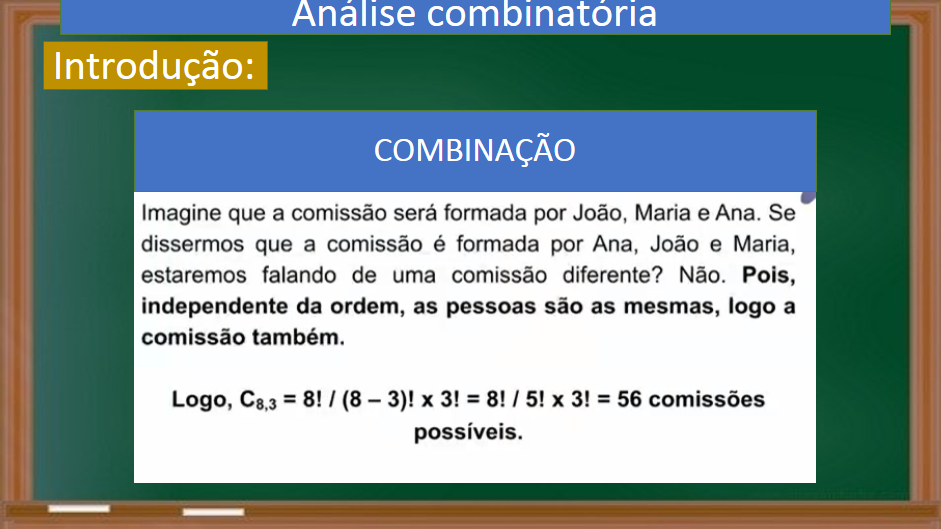 Análise combinatória
Introdução:
COMBINAÇÃO
Imagine que a comissão será formada por João, Maria e Ana. Se
dissermos que a comissão é formada por Ana, João e Maria,
estaremos falando de uma comissão diferente? Não. Pois,
independente da ordem, as pessoas são as mesmas, logo a
comissão também.
Logo, C₈,₃ = 8! / (8 – 3)! x 3! = 8! / 5! x 3! = 56 comissões
possíveis.